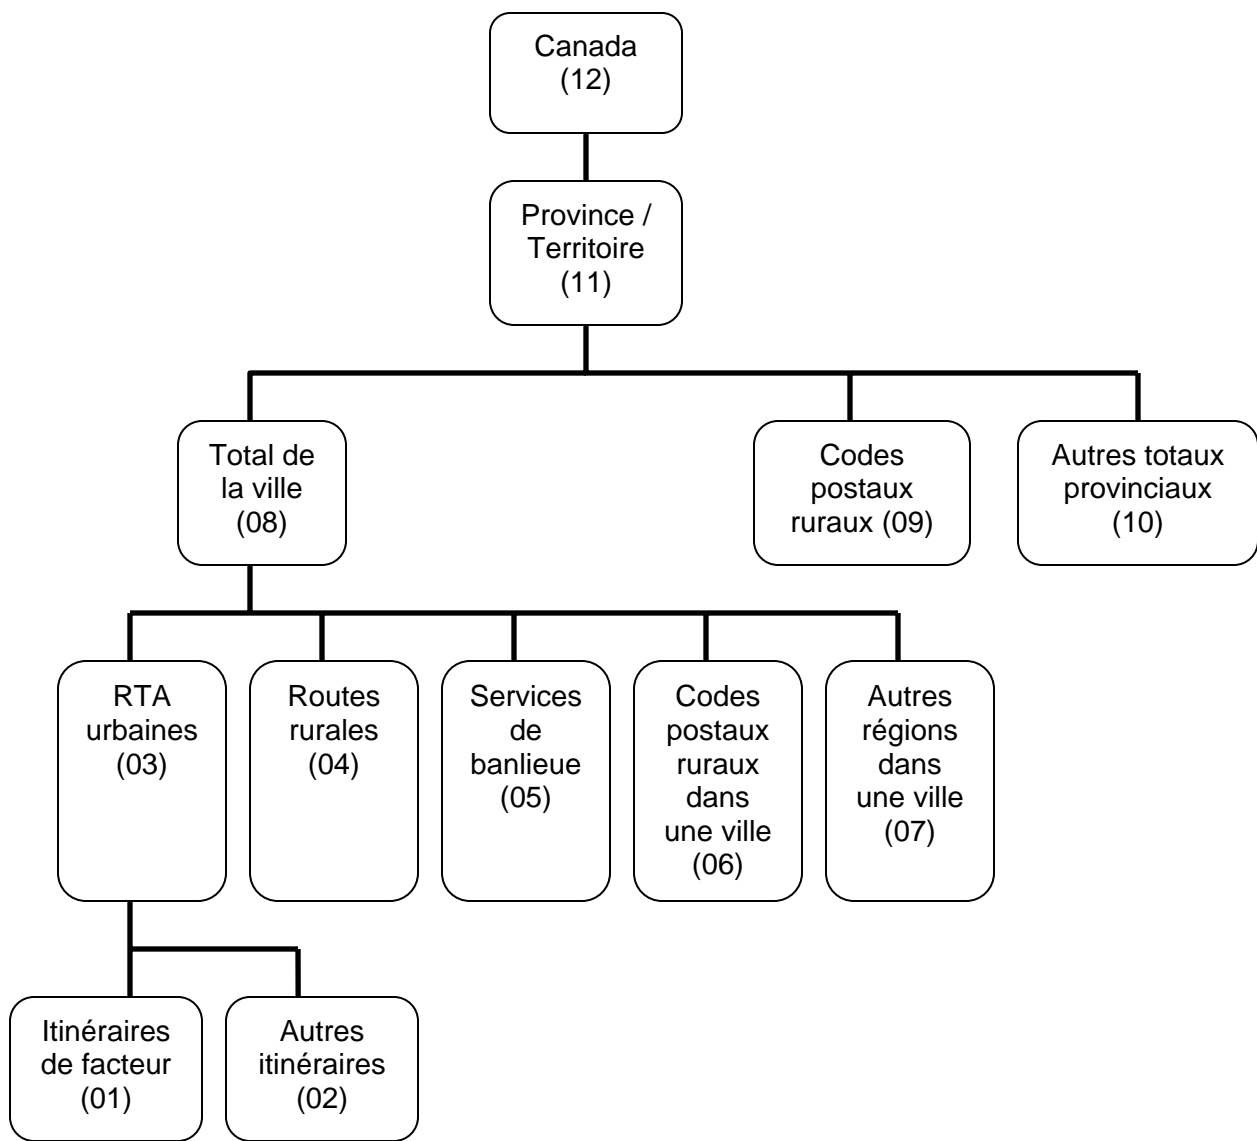 Canada
(12)
Province /
Territoire
(11)
Total de
la ville
(08)
Codes
postaux
ruraux (09)
Autres totaux
provinciaux
(10)
RTA
urbaines
(03)
Routes
rurales
(04)
Services
de
banlieue
(05)
Codes
postaux
ruraux
dans
une ville
(06)
Autres
régions
dans
une ville
(07)
Itinéraires
de facteur
(01)
Autres
itinéraires
(02)